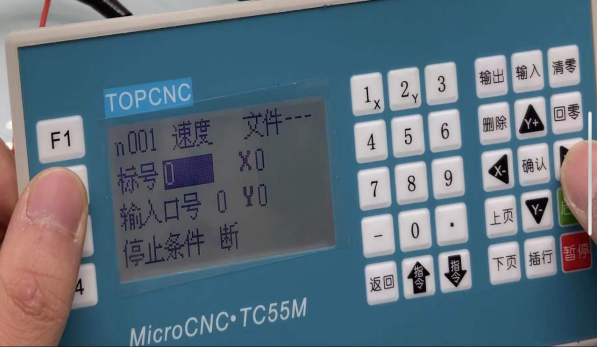 TOPCNC
n001 速度 文件---
标号 0 X0
输入口号 0 Y0
停止条件 断
F1
4
1X 2Y 3 输出 输入 清零
4 5 6 删除 Y+ 回零
7 8 9 X- 确认
- 0 . 上页 Y-
返回 指令 指令 下页 插行 暂停
MicroCNC•TC55M